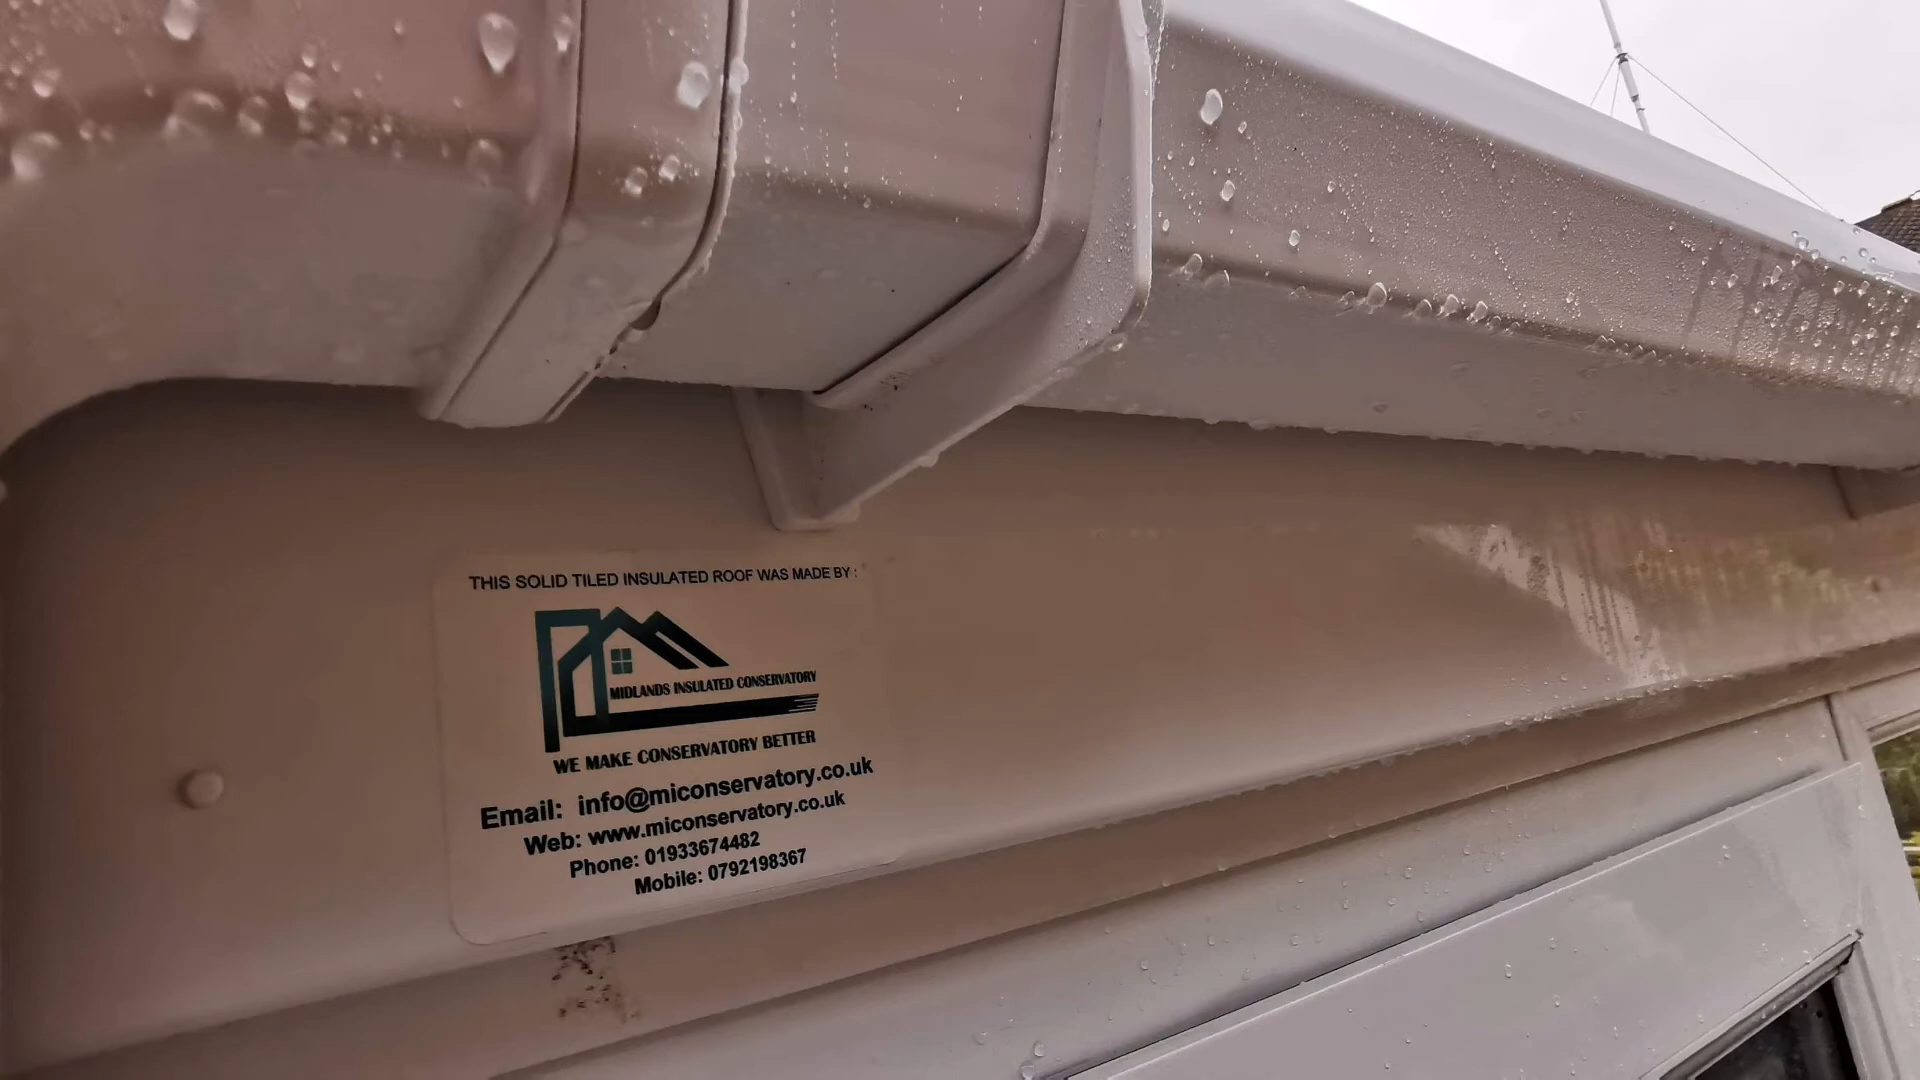 THIS SOLID TILED INSULATED ROOF WAS MADE BY :
MIDLANDS INSULATED CONSERVATORY
WE MAKE CONSERVATORY BETTER
Email: info@miconservatory.co.uk
Web: www.miconservatory.co.uk
Phone: 01933674482
Mobile: 0792198367